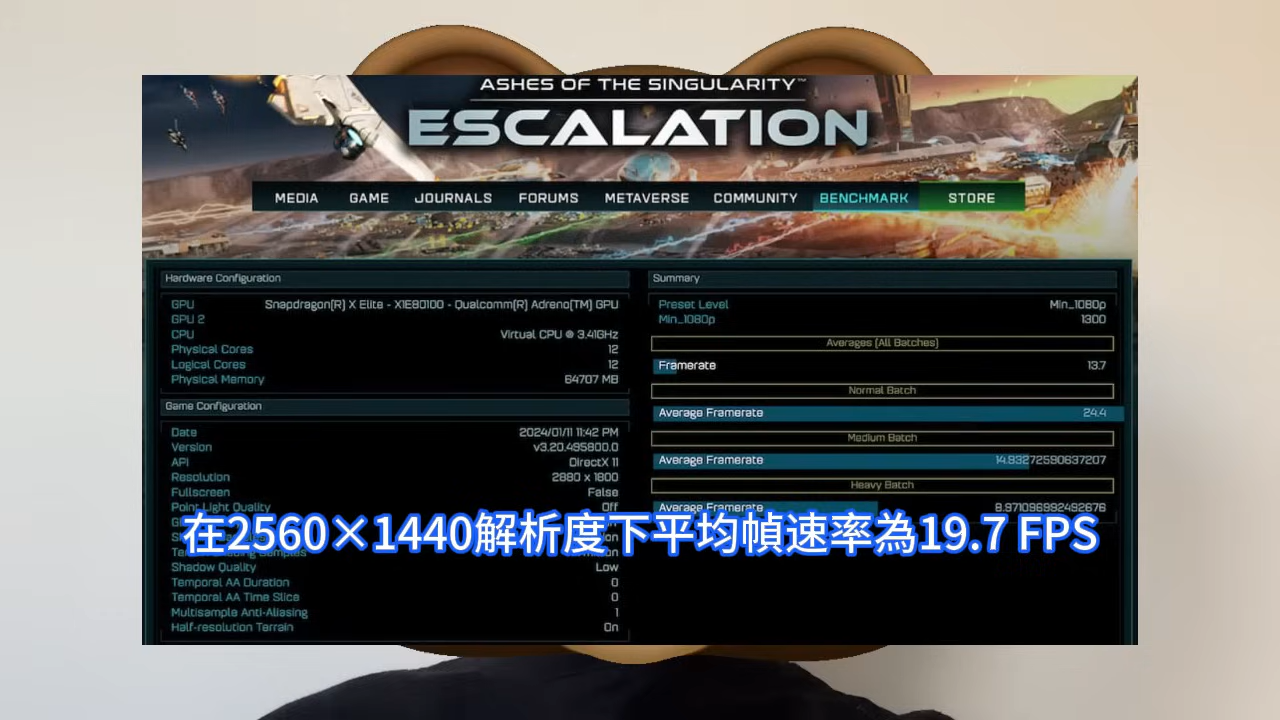 ASHES OF THE SINGULARITY™
ESCALATION
MEDIA GAME JOURNALS FORUMS METAVERSE COMMUNITY BENCHMARK STORE
Hardware Configuration
GPU Snapdragon(R) X Elite - X1E80100 - Qualcomm(R) Adreno(TM) GPU
GPU 2
CPU Virtual CPU @ 3.41GHz
Physical Cores 12
Logical Cores 12
Physical Memory 64707 MB
Game Configuration
Date 2024/01/11 11:42 PM
Version v3.20.495800.0
API DirectX 11
Resolution 2880 x 1800
Fullscreen False
Point Light Quality Off
Shadow Quality Low
Temporal AA Duration 0
Temporal AA Time Slice 0
Multisample Anti-Aliasing 1
Half-resolution Terrain On
Summary
Preset Level Min_1080p
Min_1080p 1300
Averages (All Batches)
Framerate 13.7
Normal Batch
Average Framerate 24.4
Medium Batch
Average Framerate 14.93272590637207
Heavy Batch
Average Framerate 8.971096992492676
在2560×1440解析度下平均幀速率為19.7 FPS